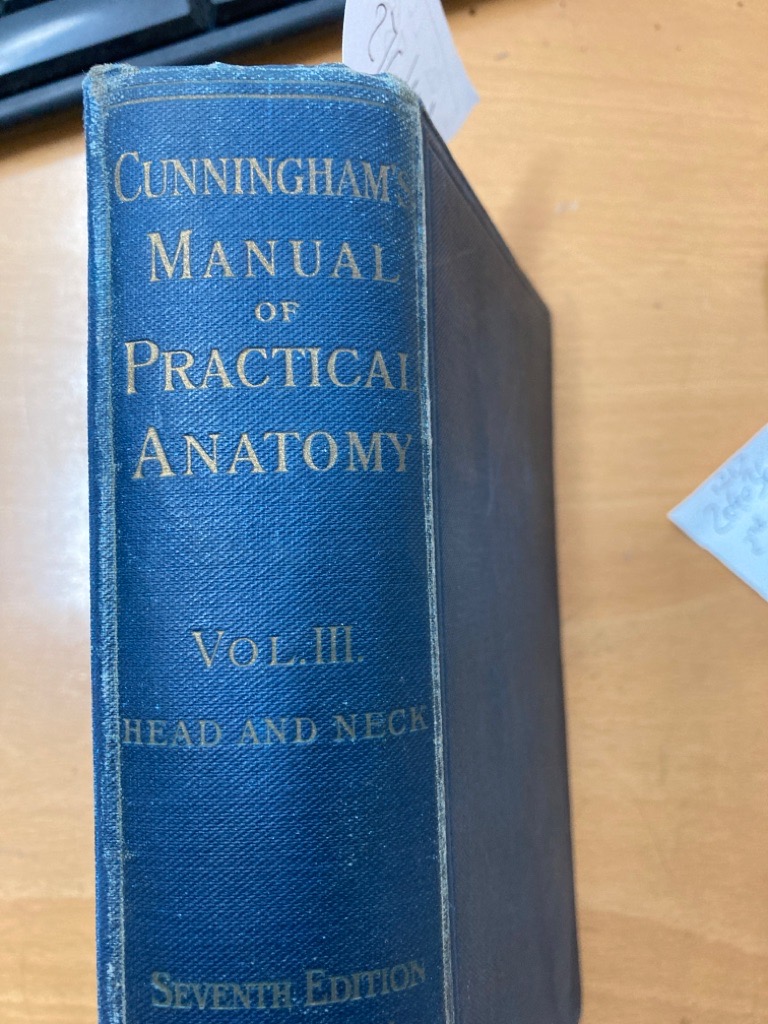 CUNNINGHAM'S
MANUAL
OF
PRACTICAL
ANATOMY
VOL. III.
HEAD AND NECK
SEVENTH EDITION